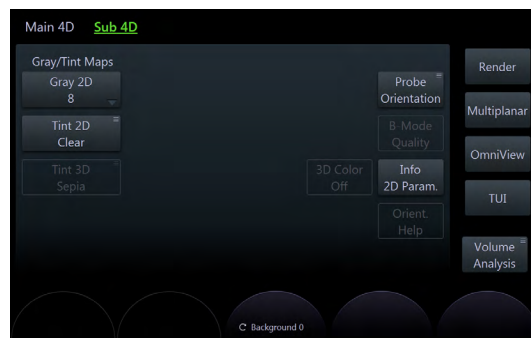 Main 4D Sub 4D
Gray/Tint Maps
Gray 2D
8
Tint 2D
Clear
Tint 3D
Sepia
Probe
Orientation
B-Mode
Quality
3D Color
Off
Info
2D Param.
Orient.
Help
Render
Multiplanar
OmniView
TUI
Volume
Analysis
Background 0